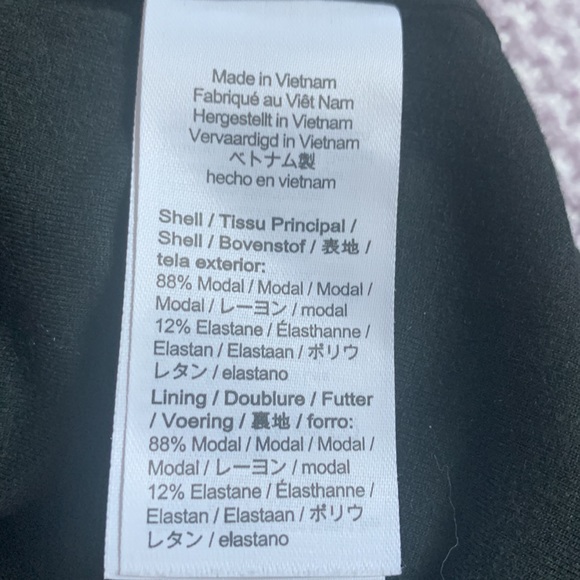 Made in Vietnam
Fabriqué au Viêt Nam
Hergestellt in Vietnam
Vervaardigd in Vietnam
ベトナム製
hecho en vietnam
Shell / Tissu Principal /
Shell / Bovenstof / 表地 /
tela exterior:
88% Modal / Modal / Modal /
Modal / レーヨン / modal
12% Elastane / Élasthanne /
Elastan / Elastaan / ポリウ
レタン / elastano
Lining / Doublure / Futter
/ Voering / 裏地 / forro:
88% Modal / Modal / Modal /
Modal / レーヨン / modal
12% Elastane / Élasthanne /
Elastan / Elastaan / ポリウ
レタン / elastano